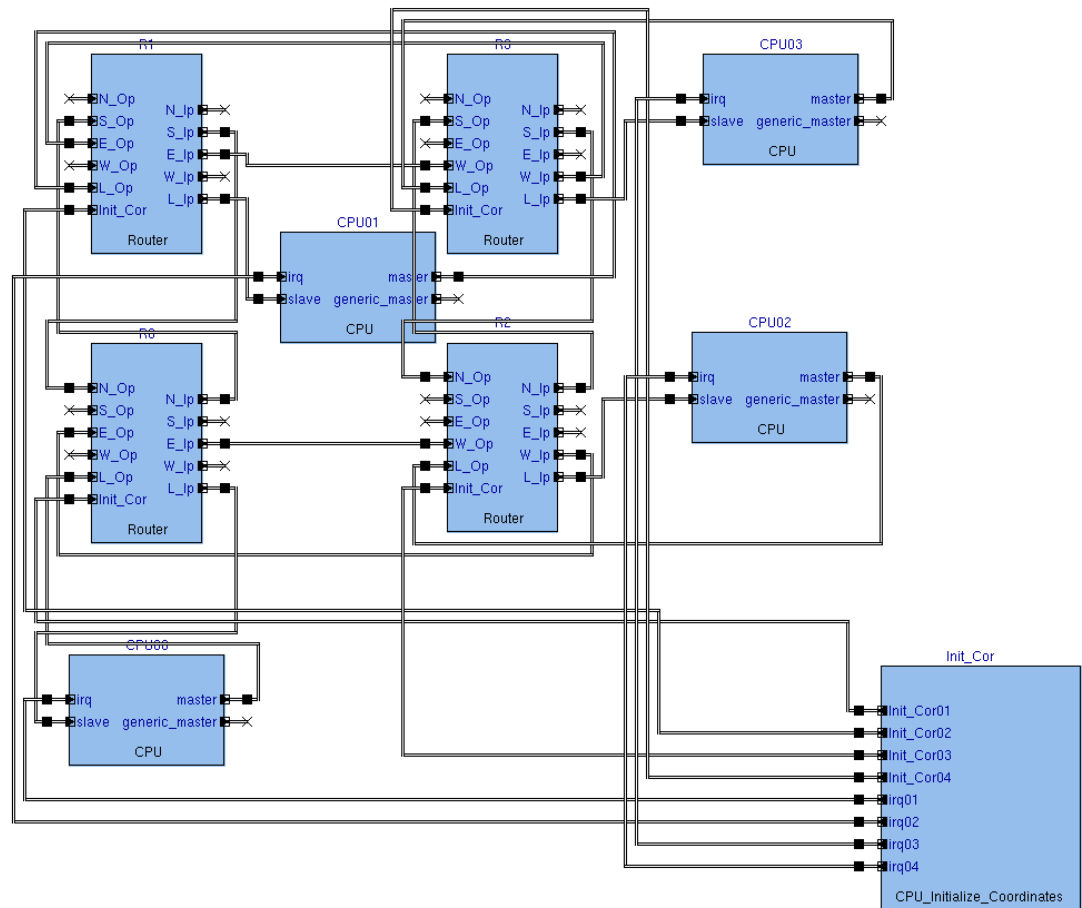 R1
N_Op
S_Op
E_Op
W_Op
L_Op
Init_Cor
N_Ip
S_Ip
E_Ip
W_Ip
L_Ip
Router
R3
N_Op
S_Op
E_Op
W_Op
L_Op
Init_Cor
N_Ip
S_Ip
E_Ip
W_Ip
L_Ip
Router
CPU03
irq master
slave generic_master
CPU
CPU01
irq master
slave generic_master
CPU
N_Op
S_Op
E_Op
W_Op
L_Op
Init_Cor
N_Ip
S_Ip
E_Ip
W_Ip
L_Ip
Router
R2
N_Op
S_Op
E_Op
W_Op
L_Op
Init_Cor
N_Ip
S_Ip
E_Ip
W_Ip
L_Ip
Router
CPU02
irq master
slave generic_master
CPU
irq master
slave generic_master
CPU
Init_Cor
Init_Cor01
Init_Cor02
Init_Cor03
Init_Cor04
irq01
irq02
irq03
irq04
CPU_Initialize_Coordinates